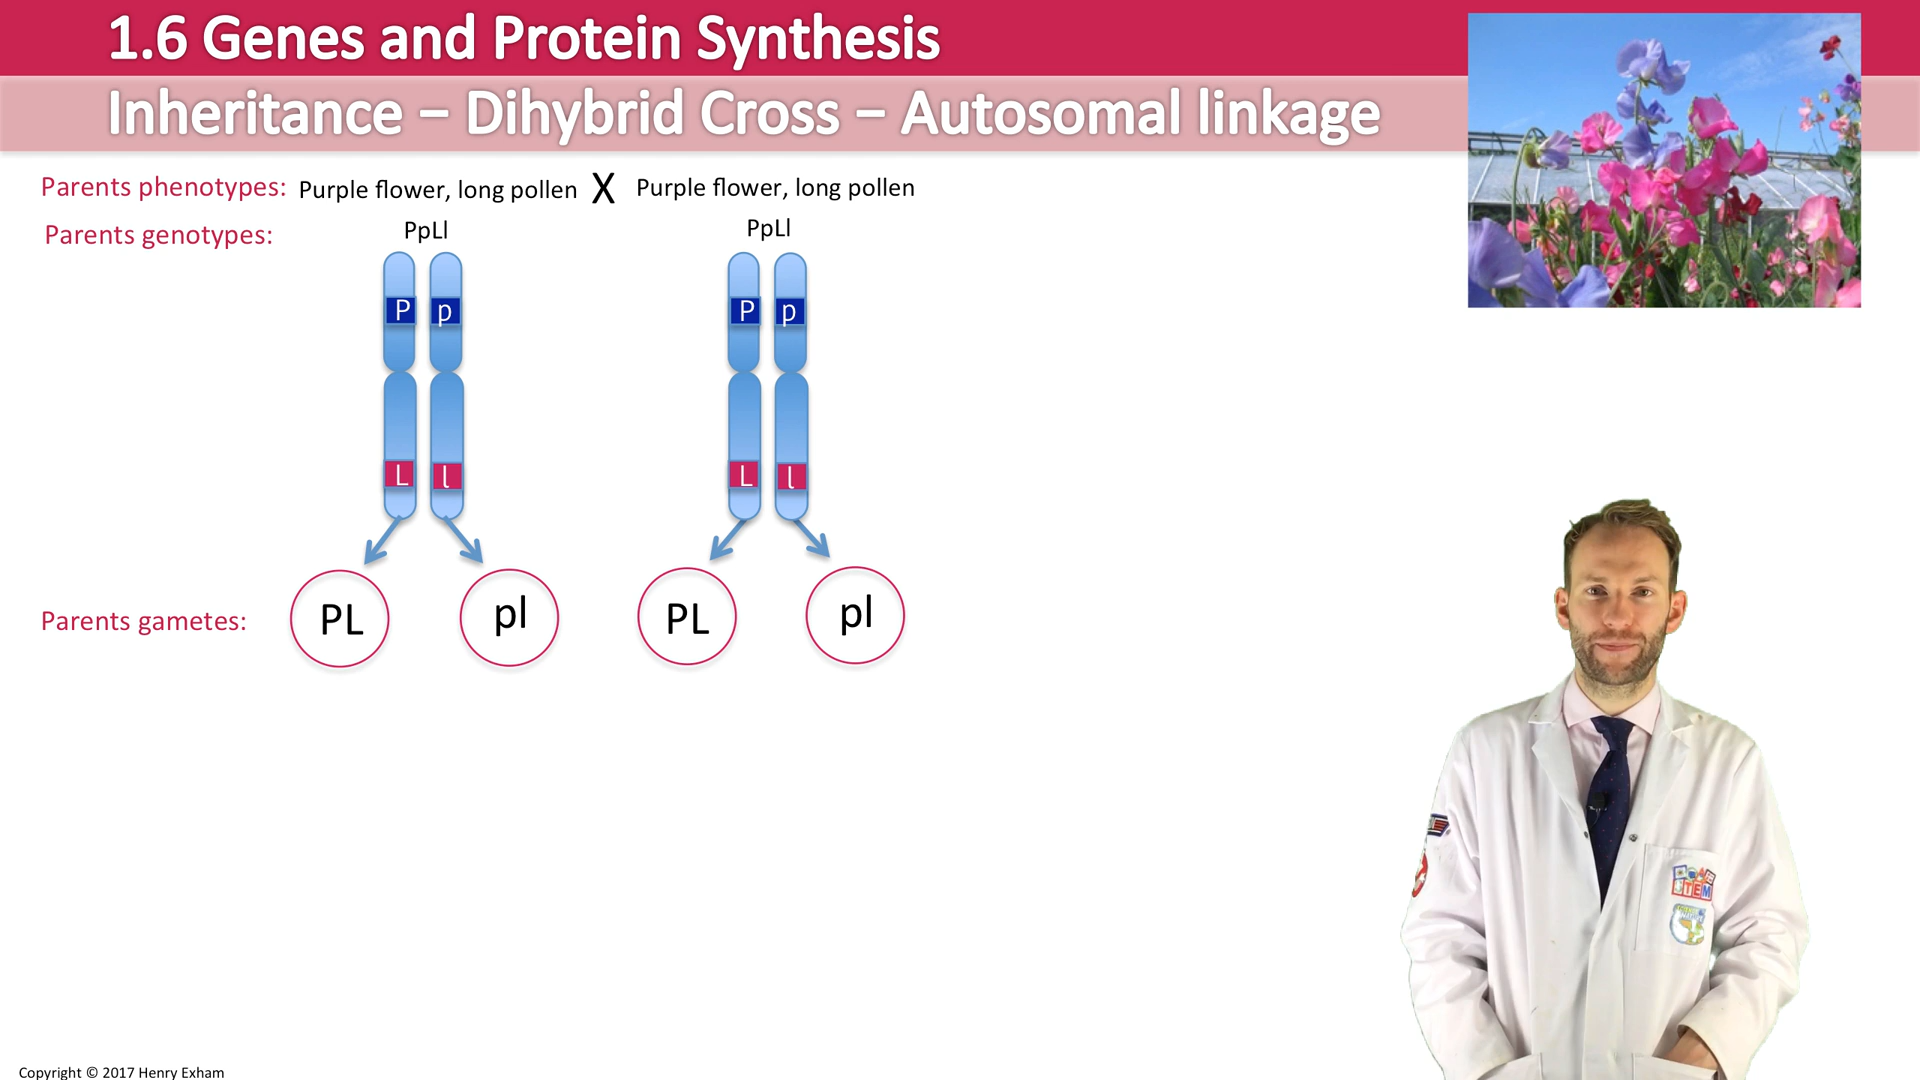 1.6 Genes and Protein Synthesis
Inheritance – Dihybrid Cross – Autosomal linkage
Parents phenotypes: Purple flower, long pollen X Purple flower, long pollen
Parents genotypes: PpLl PpLl
P p P p
L l L l
Parents gametes: PL pl PL pl
STEM
Copyright © 2017 Henry Exham